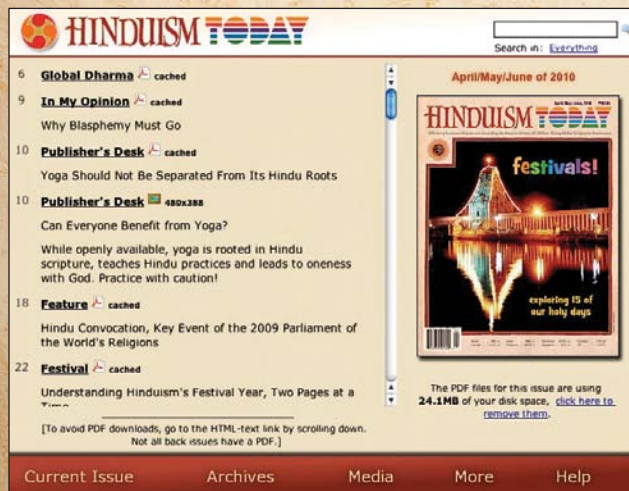 HINDUISM TODAY
Search in: Everything
6 Global Dharma cached
9 In My Opinion cached
Why Blasphemy Must Go
10 Publisher's Desk cached
Yoga Should Not Be Separated From Its Hindu Roots
10 Publisher's Desk 480x388
Can Everyone Benefit from Yoga?
While openly available, yoga is rooted in Hindu
scripture, teaches Hindu practices and leads to oneness
with God. Practice with caution!
18 Feature cached
Hindu Convocation, Key Event of the 2009 Parliament of
the World's Religions
22 Festival cached
Understanding Hinduism's Festival Year, Two Pages at a
Time
[To avoid PDF downloads, go to the HTML-text link by scrolling down.
Not all back issues have a PDF.]
April/May/June of 2010
HINDUISM TODAY
festivals!
exploring 15 of
our holy days
The PDF files for this issue are using
24.1MB of your disk space, click here to
remove them.
Current Issue Archives Media More Help